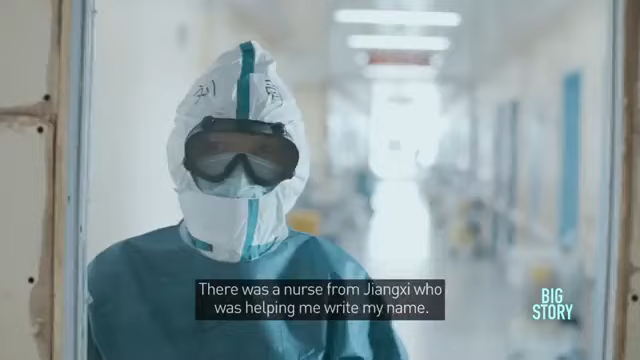 There was a nurse from Jiangxi who
was helping me write my name.
BIG
STORY